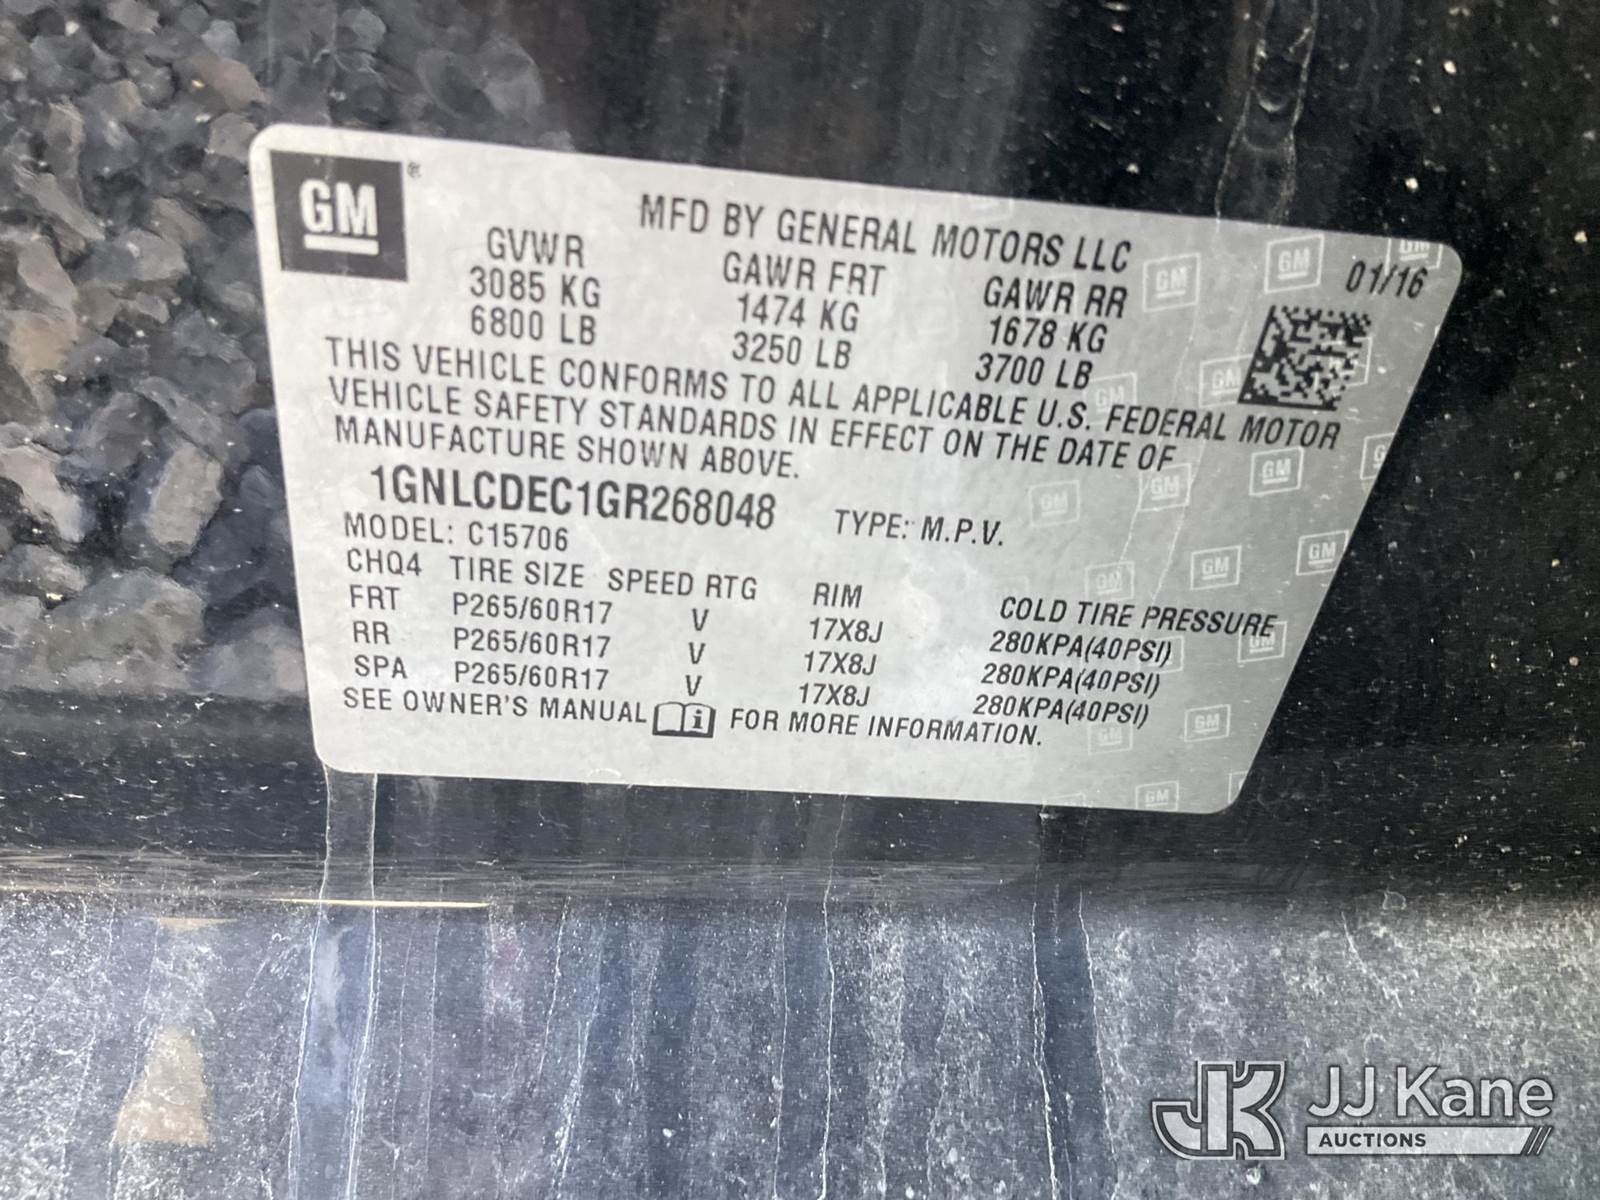 GM
MFD BY GENERAL MOTORS LLC
01/16
GVWR GAWR FRT GAWR RR
3085 KG 1474 KG 1678 KG
6800 LB 3250 LB 3700 LB
THIS VEHICLE CONFORMS TO ALL APPLICABLE U.S. FEDERAL MOTOR
VEHICLE SAFETY STANDARDS IN EFFECT ON THE DATE OF
MANUFACTURE SHOWN ABOVE.
1GNLCDEC1GR268048 TYPE: M.P.V.
MODEL: C15706
CHQ4 TIRE SIZE SPEED RTG RIM COLD TIRE PRESSURE
FRT P265/60R17 V 17X8J 280KPA(40PSI)
RR P265/60R17 V 17X8J 280KPA(40PSI)
SPA P265/60R17 V 17X8J 280KPA(40PSI)
SEE OWNER'S MANUAL FOR MORE INFORMATION.
JK JJ Kane
AUCTIONS